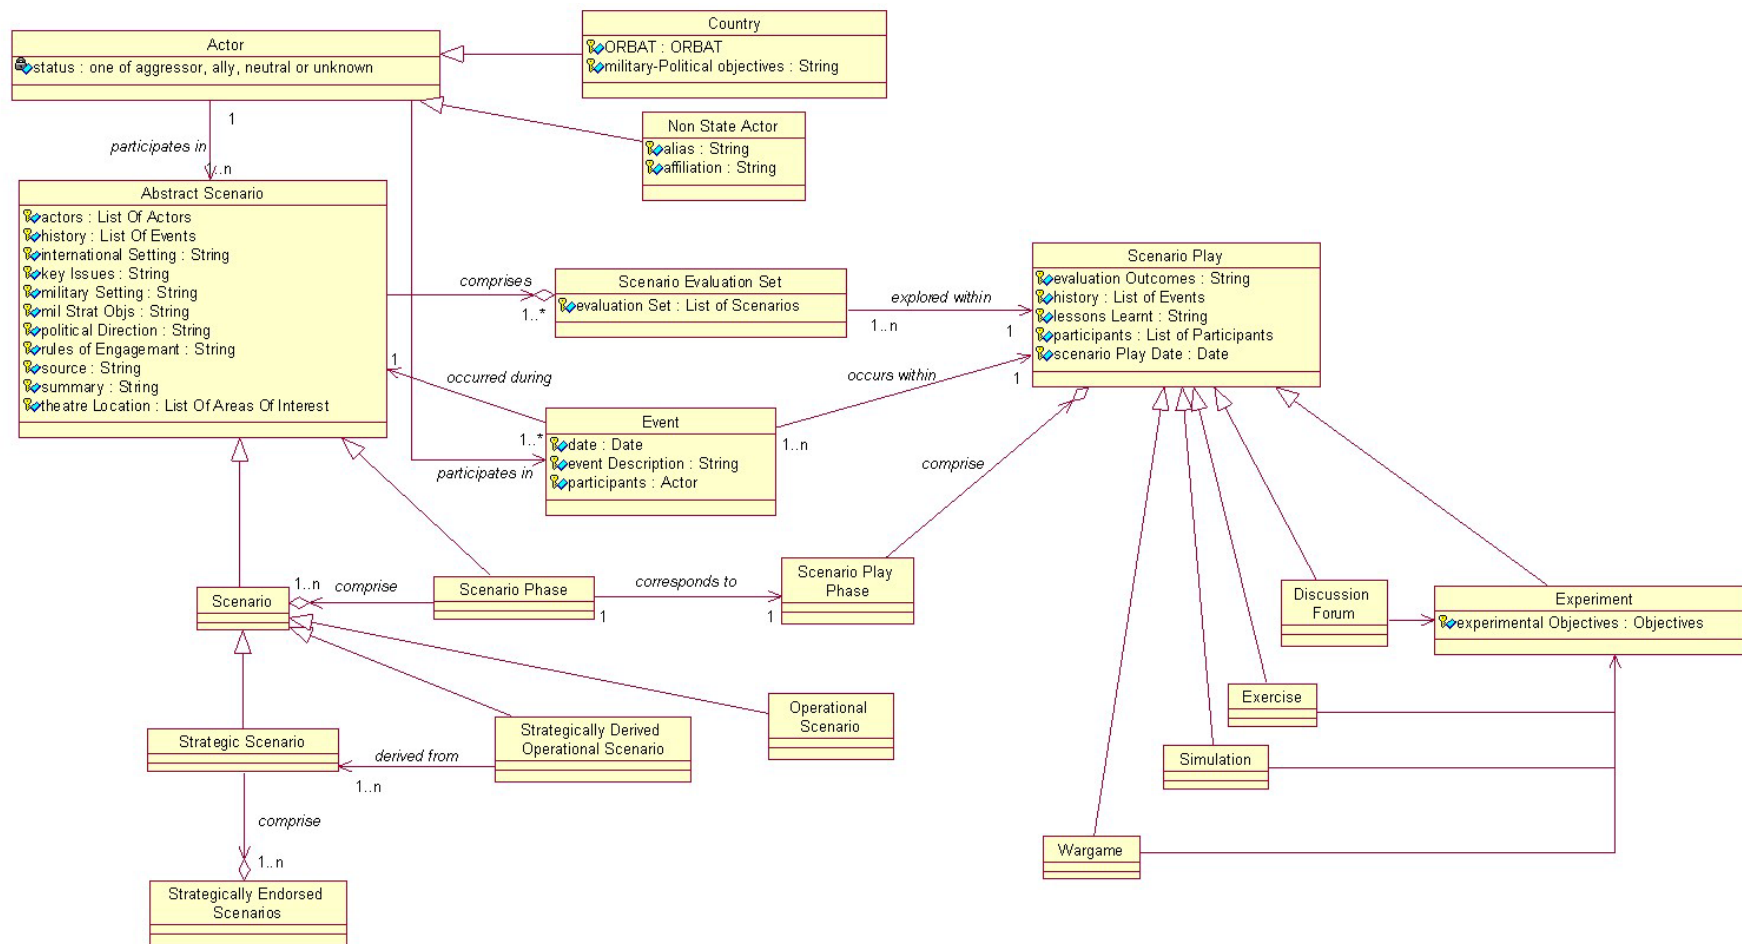 Actor
status : one of aggressor, ally, neutral or unknown
Country
ORBAT : ORBAT
military-Political objectives : String
Non State Actor
alias : String
affiliation : String
1
participates in
1..n
Abstract Scenario
actors : List Of Actors
history : List Of Events
international Setting : String
key Issues : String
military Setting : String
mil Strat Objs : String
political Direction : String
rules of Engagemant : String
source : String
summary : String
theatre Location : List Of Areas Of Interest
comprises
1..*
Scenario Evaluation Set
evaluation Set : List of Scenarios
explored within
1..n
1
Scenario Play
evaluation Outcomes : String
history : List of Events
lessons Learnt : String
participants : List of Participants
scenario Play Date : Date
1
occurred during
1..*
participates in
Event
date : Date
event Description : String
participants : Actor
occurs within
1..n
1
comprise
Scenario
1..n
comprise
Scenario Phase
corresponds to
1
1
Scenario Play
Phase
Discussion
Forum
Experiment
experimental Objectives : Objectives
Exercise
Simulation
Wargame
Operational
Scenario
Strategically Derived
Operational Scenario
derived from
1..n
Strategic Scenario
comprise
1..n
Strategically Endorsed
Scenarios